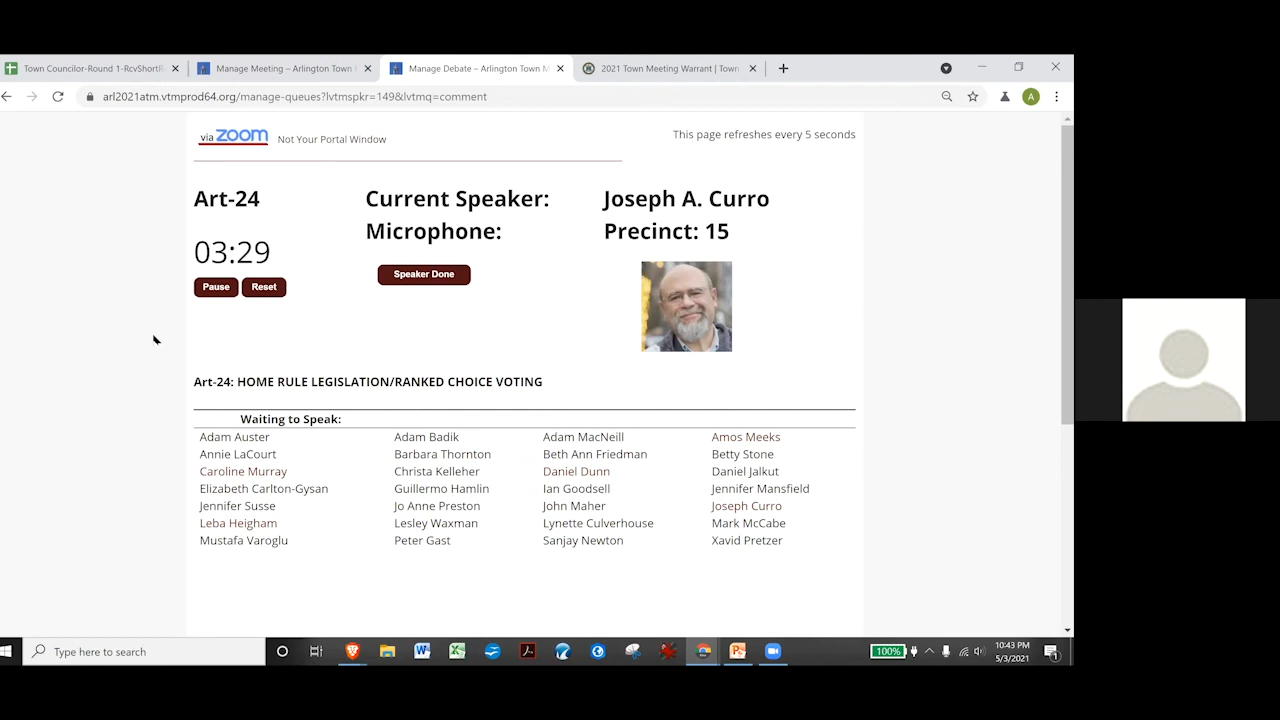 Town Councilor-Round 1-RcvShortR
Manage Meeting – Arlington Town
Manage Debate – Arlington Town M
2021 Town Meeting Warrant | Town
arl2021atm.vtmprod64.org/manage-queues?lvtmspkr=149&lvtmq=comment
A
via zoom Not Your Portal Window
This page refreshes every 5 seconds
Art-24 Current Speaker: Joseph A. Curro
Microphone: Precinct: 15
03:29
Pause Reset Speaker Done
Art-24: HOME RULE LEGISLATION/RANKED CHOICE VOTING
Waiting to Speak:
Adam Auster Adam Badik Adam MacNeill Amos Meeks
Annie LaCourt Barbara Thornton Beth Ann Friedman Betty Stone
Caroline Murray Christa Kelleher Daniel Dunn Daniel Jalkut
Elizabeth Carlton-Gysan Guillermo Hamlin Ian Goodsell Jennifer Mansfield
Jennifer Susse Jo Anne Preston John Maher Joseph Curro
Leba Heigham Lesley Waxman Lynette Culverhouse Mark McCabe
Mustafa Varoglu Peter Gast Sanjay Newton Xavid Pretzer
Type here to search
100%
10:43 PM
5/3/2021
1